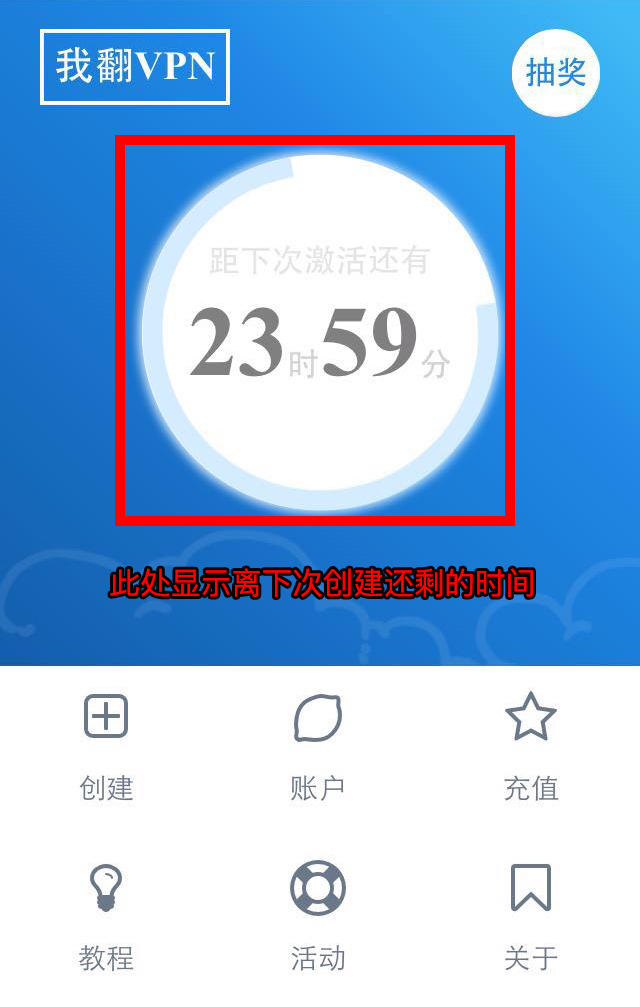 我翻VPN
抽奖
距下次激活还有
23时59分
此处显示离下次创建还剩的时间
创建
账户
充值
教程
活动
关于